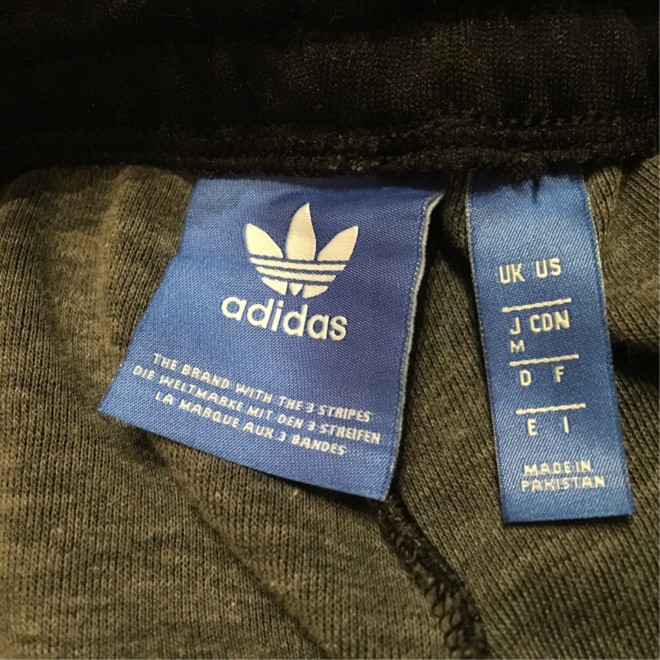 adidas
THE BRAND WITH THE 3 STRIPES
DIE WELTMARKE MIT DEN 3 STREIFEN
LA MARQUE AUX 3 BANDES
UK US
J CDN
M
D F
E I
MADE IN
PAKISTAN